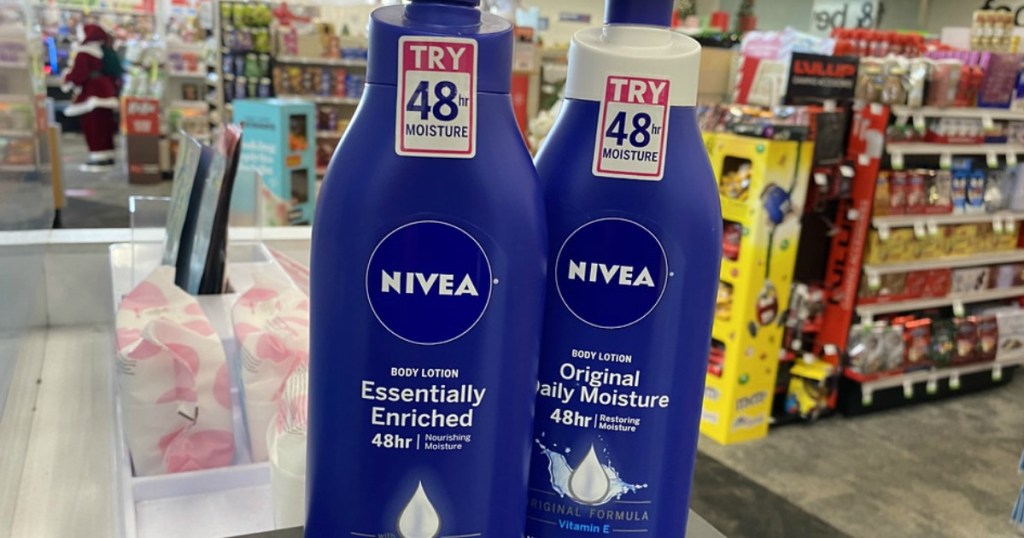 TRY
48hr
MOISTURE
NIVEA
BODY LOTION
Essentially
Enriched
48hr | Nourishing
Moisture
TRY
48hr
MOISTURE
NIVEA
BODY LOTION
Original
Daily Moisture
48hr | Restoring
Moisture
ORIGINAL FORMULA
Vitamin E
& be